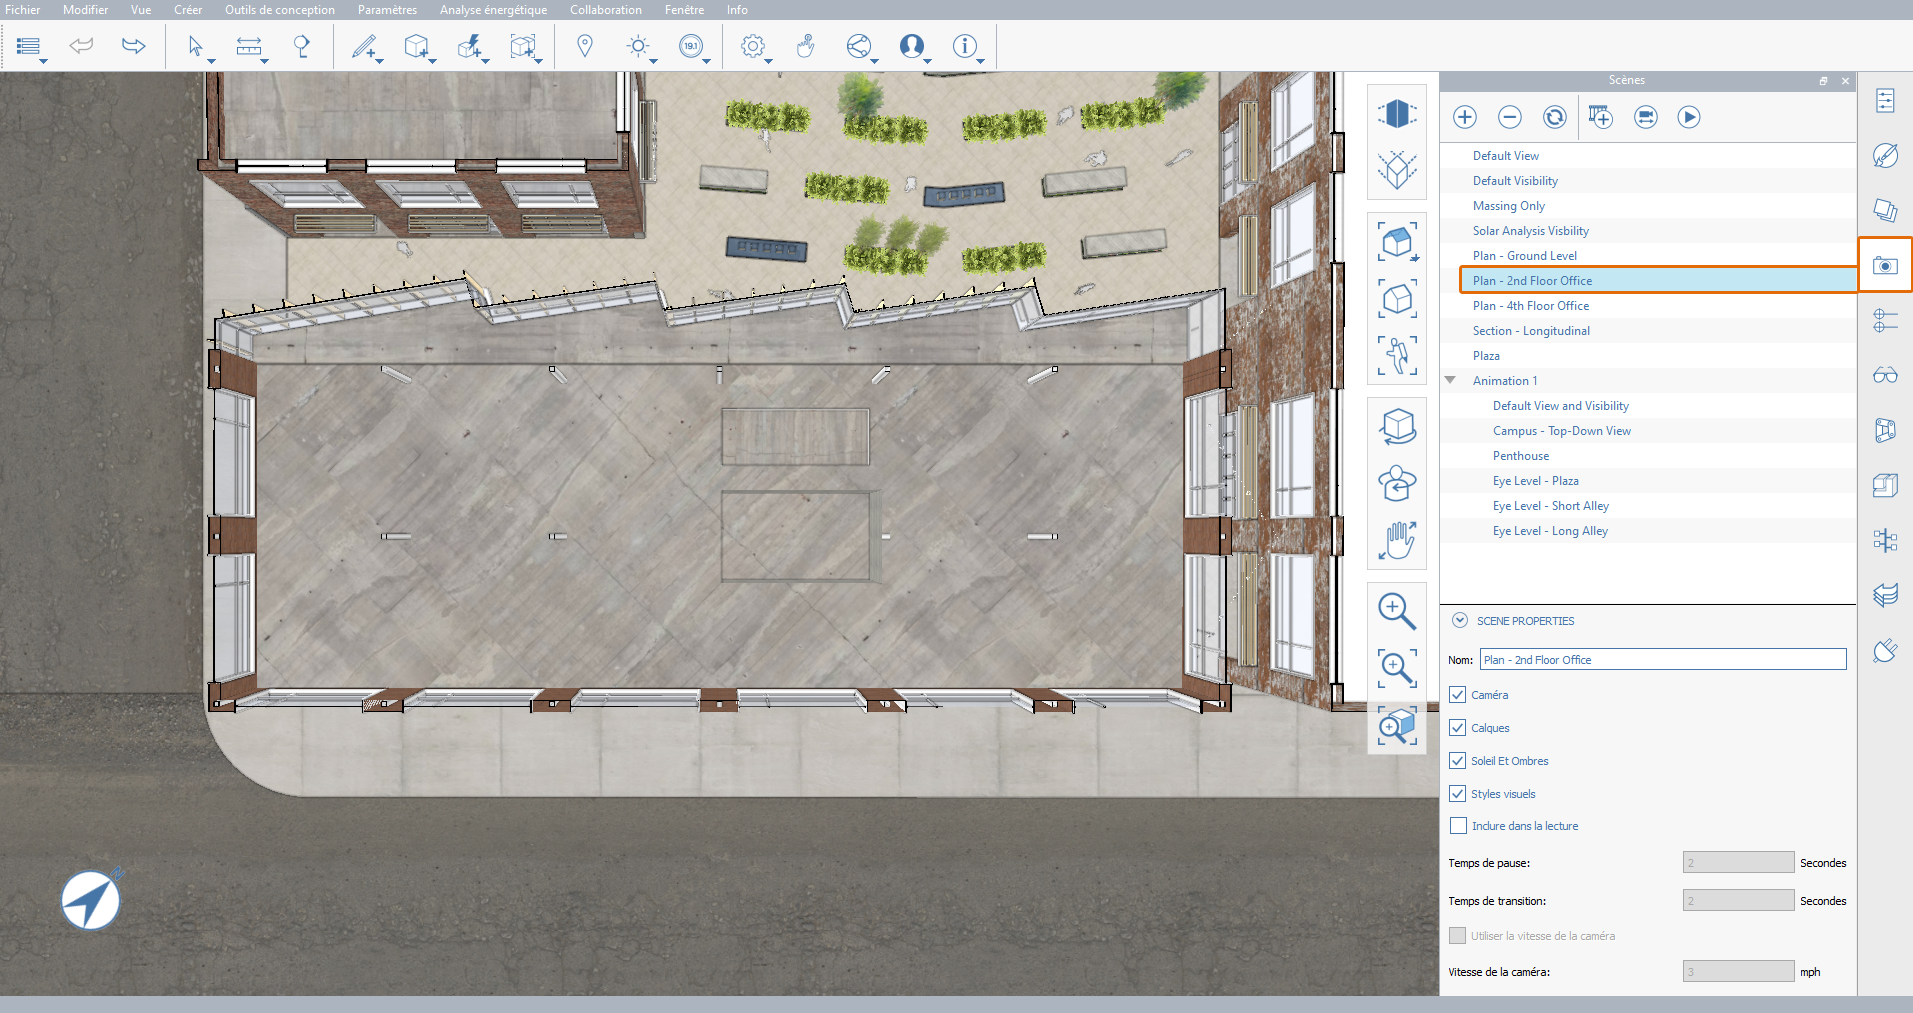 Fichier Modifier Vue Créer Outils de conception Paramètres Analyse énergétique Collaboration Fenêtre Info
19.1
Scènes
Default View
Default Visibility
Massing Only
Solar Analysis Visbility
Plan - Ground Level
Plan - 2nd Floor Office
Plan - 4th Floor Office
Section - Longitudinal
Plaza
Animation 1
Default View and Visibility
Campus - Top-Down View
Penthouse
Eye Level - Plaza
Eye Level - Short Alley
Eye Level - Long Alley
SCENE PROPERTIES
Nom: Plan - 2nd Floor Office
Caméra
Calques
Soleil Et Ombres
Styles visuels
Inclure dans la lecture
Temps de pause: 2 Secondes
Temps de transition: 2 Secondes
Utiliser la vitesse de la caméra
Vitesse de la caméra: 3 mph
N